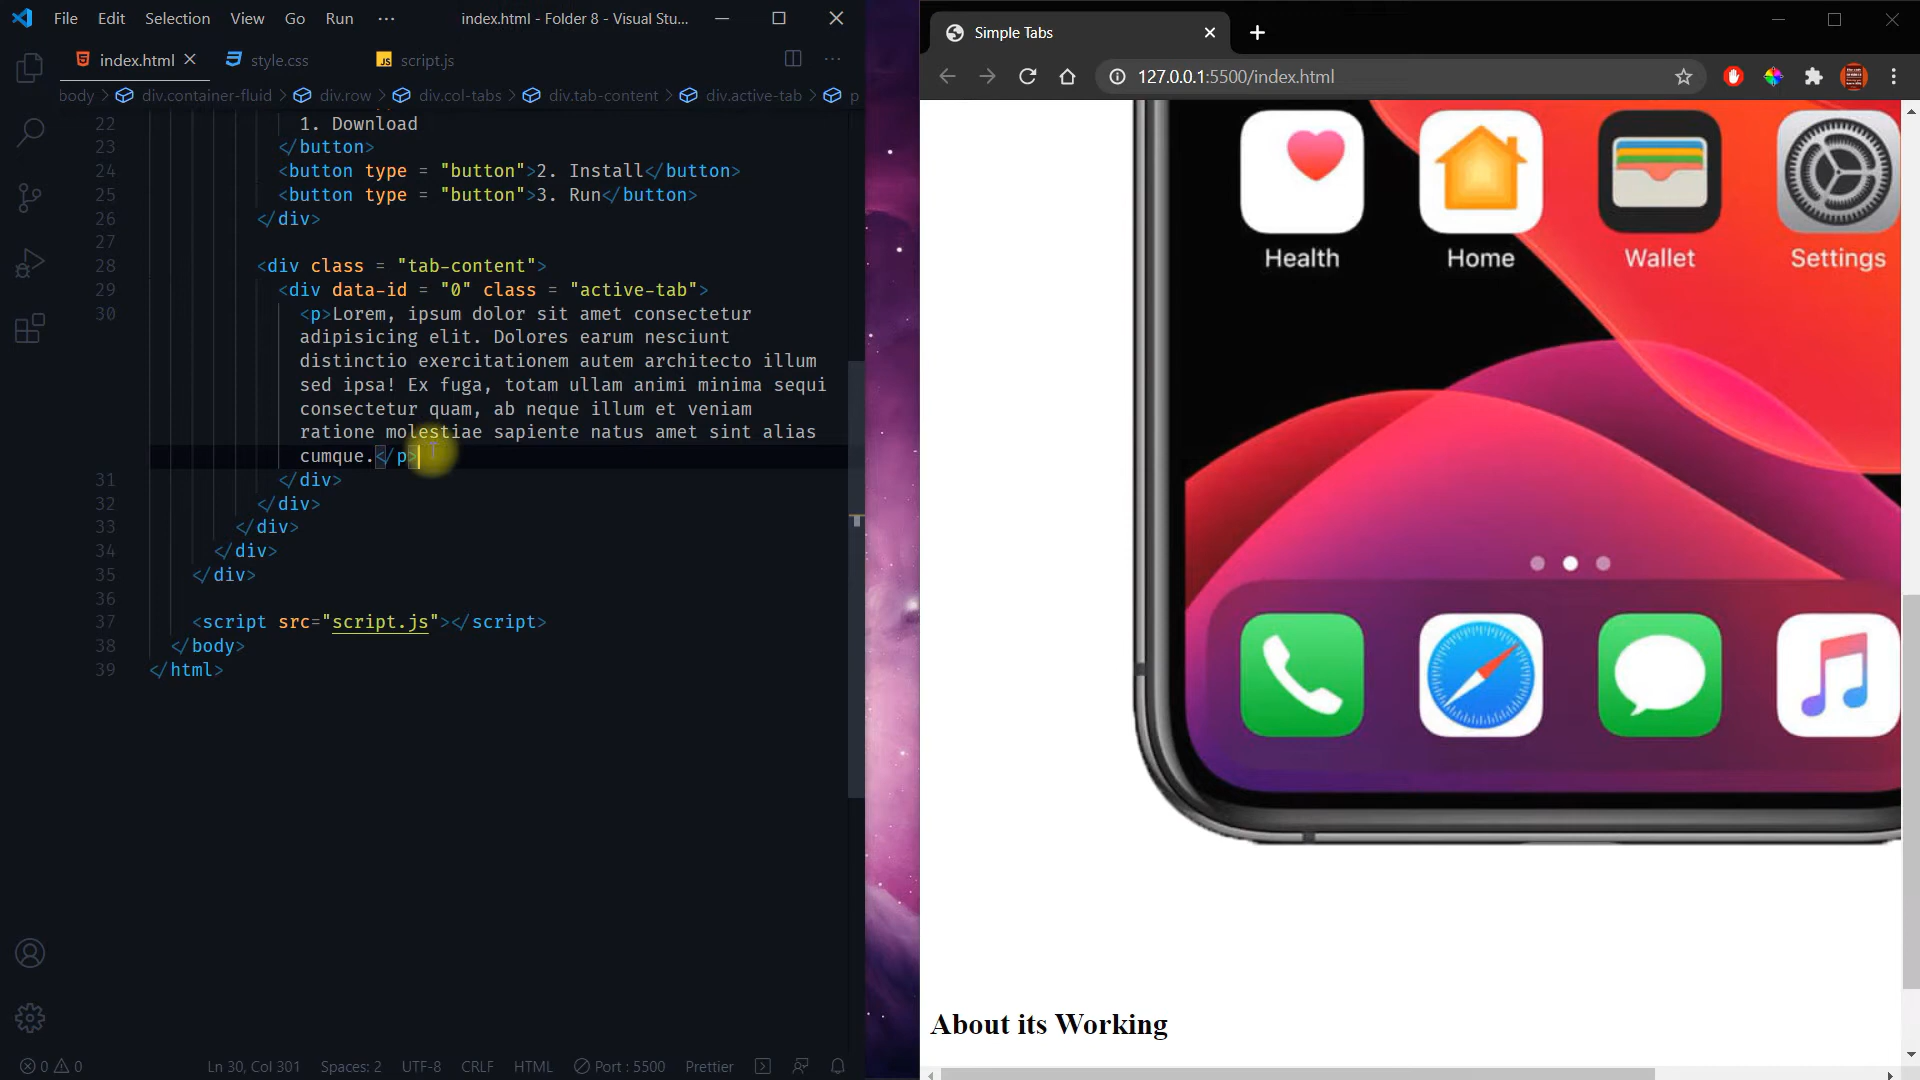 File Edit Selection View Go Run ··· index.html - Folder 8 - Visual Stu...
index.html style.css JS script.js
body > div.container-fluid > div.row > div.col-tabs > div.tab-content > div.active-tab > p
22 1. Download
23 </button>
24 <button type = "button">2. Install</button>
25 <button type = "button">3. Run</button>
26 </div>
27
28 <div class = "tab-content">
29 <div data-id = "0" class = "active-tab">
30 <p>Lorem, ipsum dolor sit amet consectetur
adipisicing elit. Dolores earum nesciunt
distinctio exercitationem autem architecto illum
sed ipsa! Ex fuga, totam ullam animi minima sequi
consectetur quam, ab neque illum et veniam
ratione molestiae sapiente natus amet sint alias
cumque.</p>
31 </div>
32 </div>
33 </div>
34 </div>
35 </div>
36
37 <script src="script.js"></script>
38 </body>
39 </html>
0 0 Ln 30, Col 301 Spaces: 2 UTF-8 CRLF HTML Port : 5500 Prettier
Simple Tabs
127.0.0.1:5500/index.html
Health Home Wallet Settings
About its Working